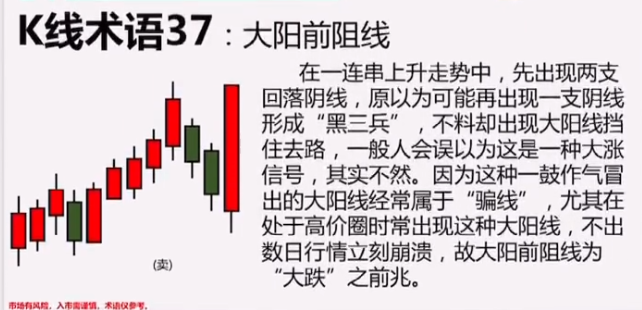 K线术语37：大阳前阻线
在一连串上升走势中，先出现两支
回落阴线，原以为可能再出现一支阴线
形成“黑三兵”，不料却出现大阳线挡
住去路，一般人会误以为这是一种大涨
信号，其实不然。因为这种一鼓作气冒
出的大阳线经常属于“骗线”，尤其在
处于高价圈时常出现这种大阳线，不出
数日行情立刻崩溃，故大阳前阻线为
“大跌”之前兆。
(卖)
市场有风险，入市需谨慎，术语仅参考。